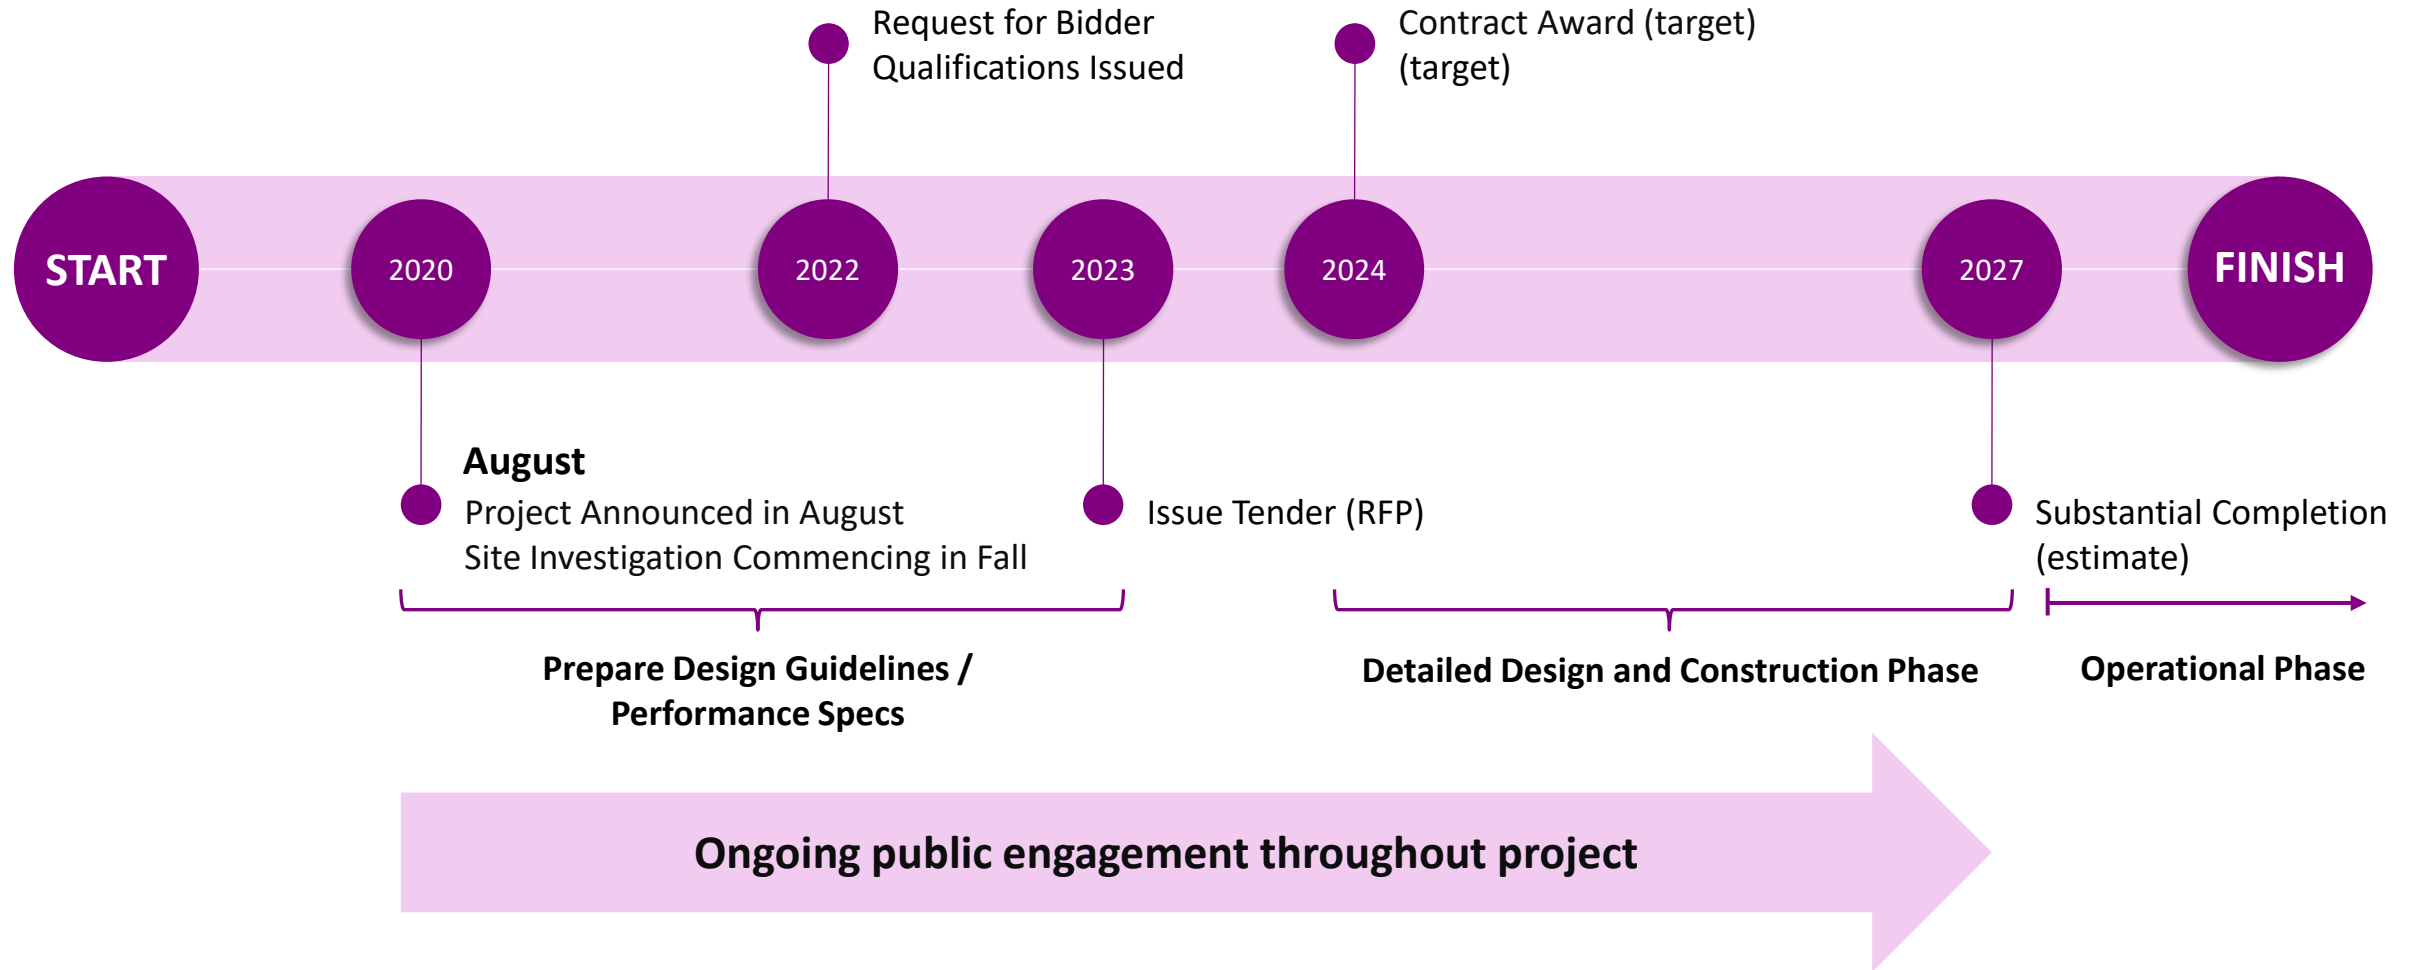 Request for Bidder
Qualifications Issued
Contract Award (target)
(target)
START
2020
2022
2023
2024
2027
FINISH
August
Project Announced in August
Site Investigation Commencing in Fall
Issue Tender (RFP)
Substantial Completion
(estimate)
Prepare Design Guidelines /
Performance Specs
Detailed Design and Construction Phase
Operational Phase
Ongoing public engagement throughout project